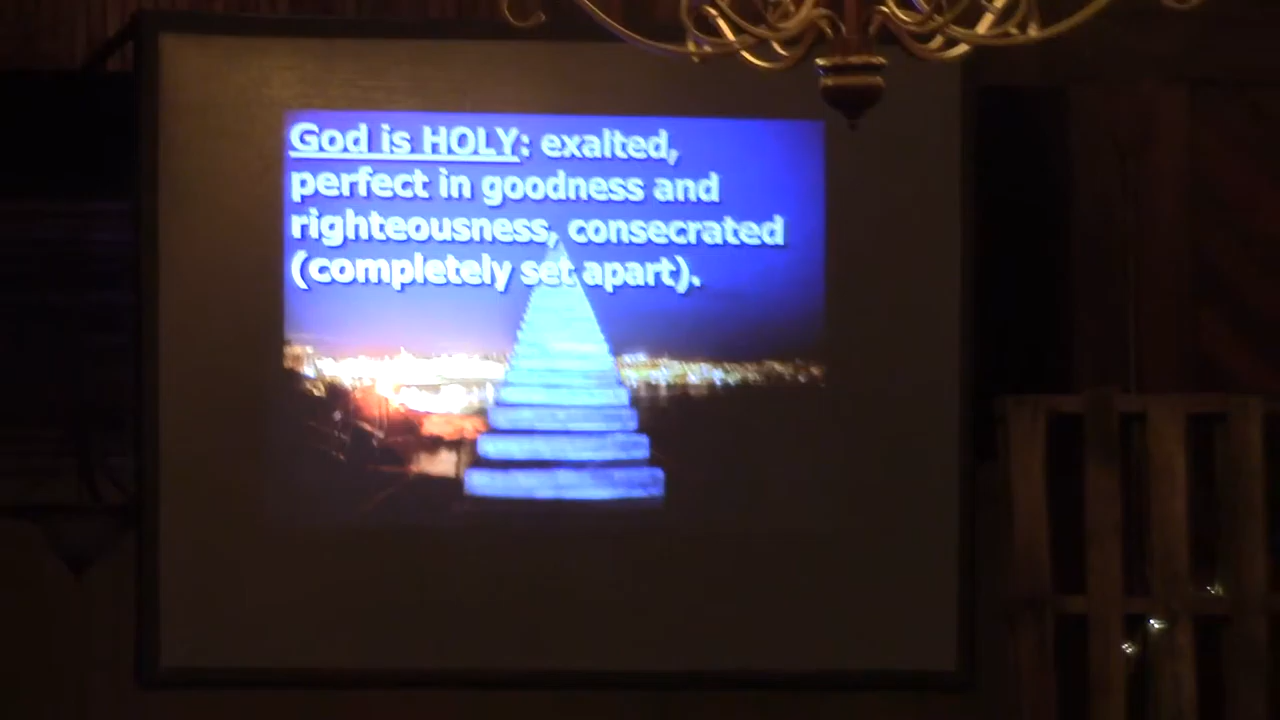 God is HOLY: exalted,
perfect in goodness and
righteousness, consecrated
(completely set apart).